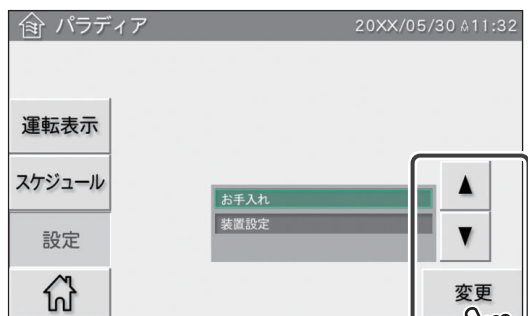 パラディア 20XX/05/30 11:32
運転表示
スケジュール
設定
お手入れ
装置設定
▲
▼
変更